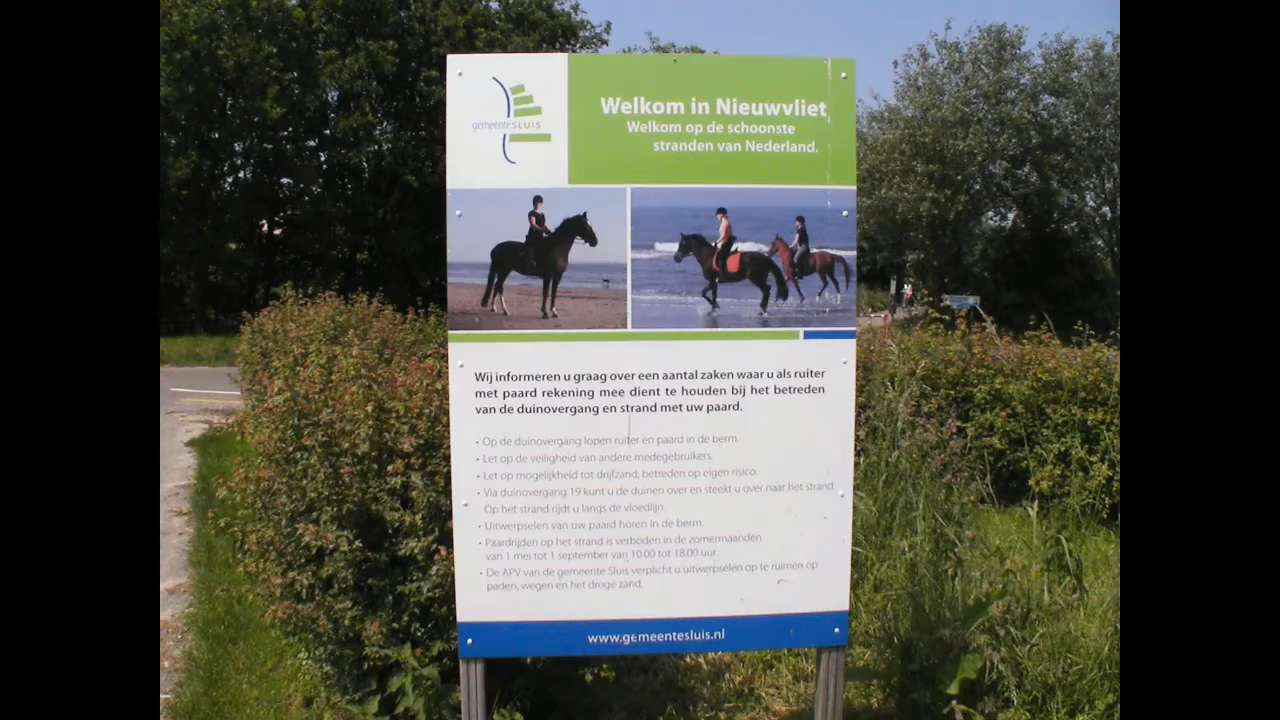 gemeente SLUIS
Welkom in Nieuwvliet
Welkom op de schoonste
stranden van Nederland.
Wij informeren u graag over een aantal zaken waar u als ruiter
met paard rekening mee dient te houden bij het betreden
van de duinovergang en strand met uw paard.
• Op de duinovergang lopen ruiter en paard in de berm.
• Let op de veiligheid van andere medegebruikers.
• Let op mogelijkheid tot drijfzand, betreden op eigen risico.
• Via duinovergang 19 kunt u de duinen over en steekt u over naar het strand.
Op het strand rijdt u langs de vloedlijn.
• Uitwerpselen van uw paard horen in de berm.
• Paardrijden op het strand is verboden in de zomermaanden
van 1 mei tot 1 september van 10.00 tot 18.00 uur.
• De APV van de gemeente Sluis verplicht u uitwerpselen op te ruimen op
paden, wegen en het droge zand.
www.gemeentesluis.nl